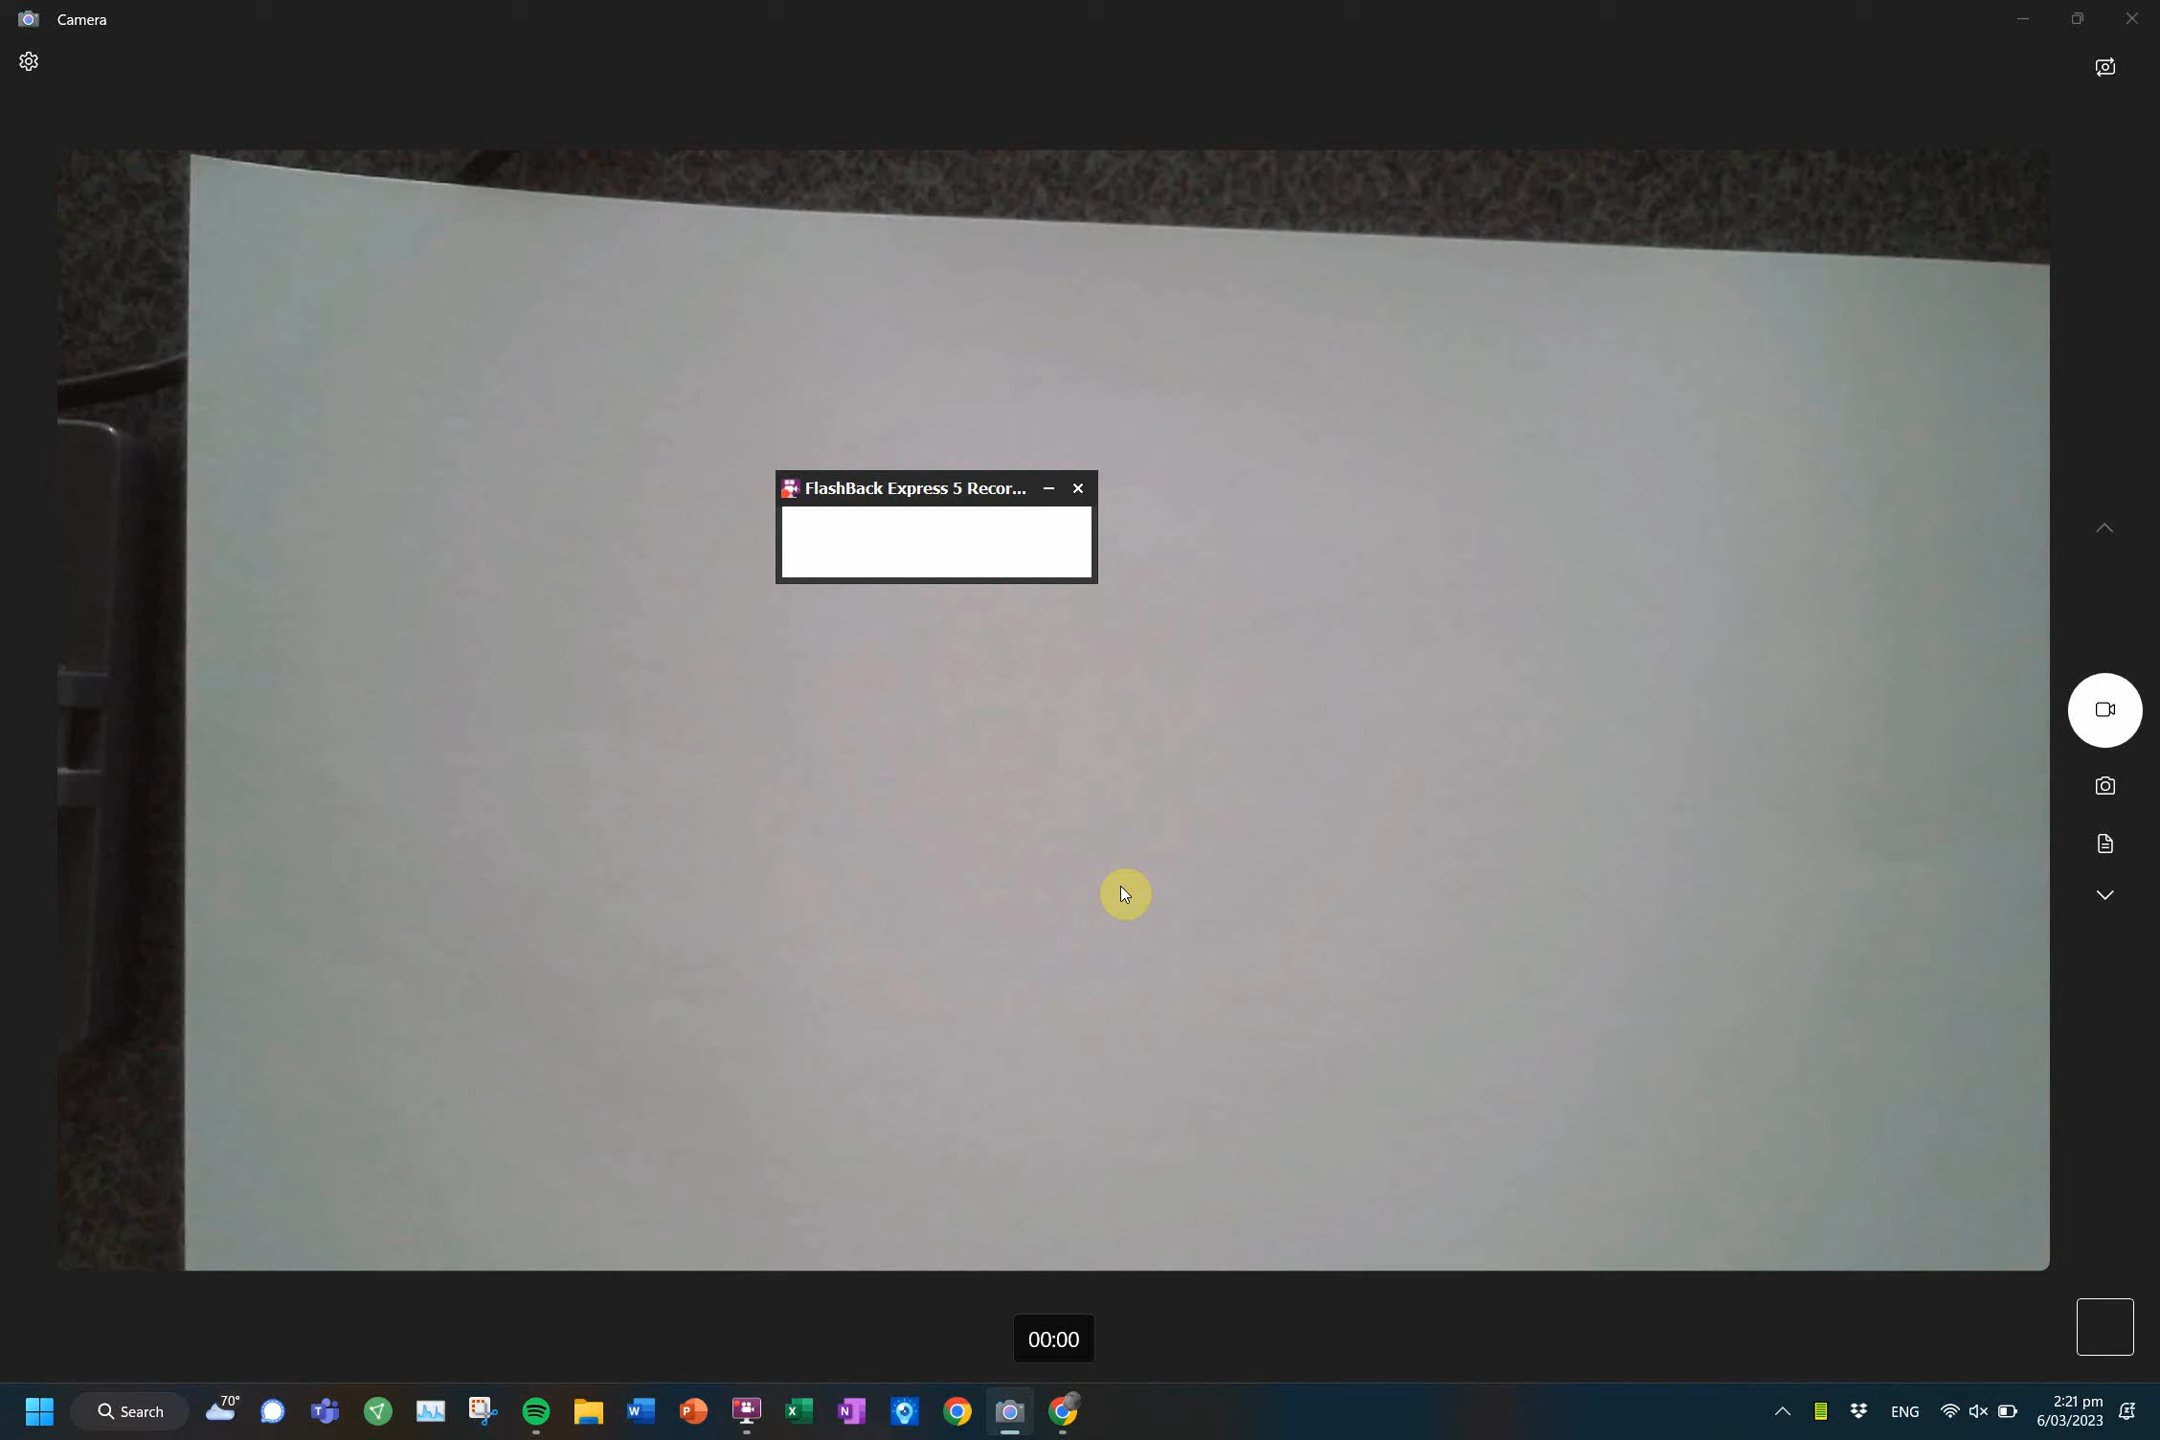 Camera
FlashBack Express 5 Recor...
00:00
Search
70°
ENG
2:21 pm
6/03/2023